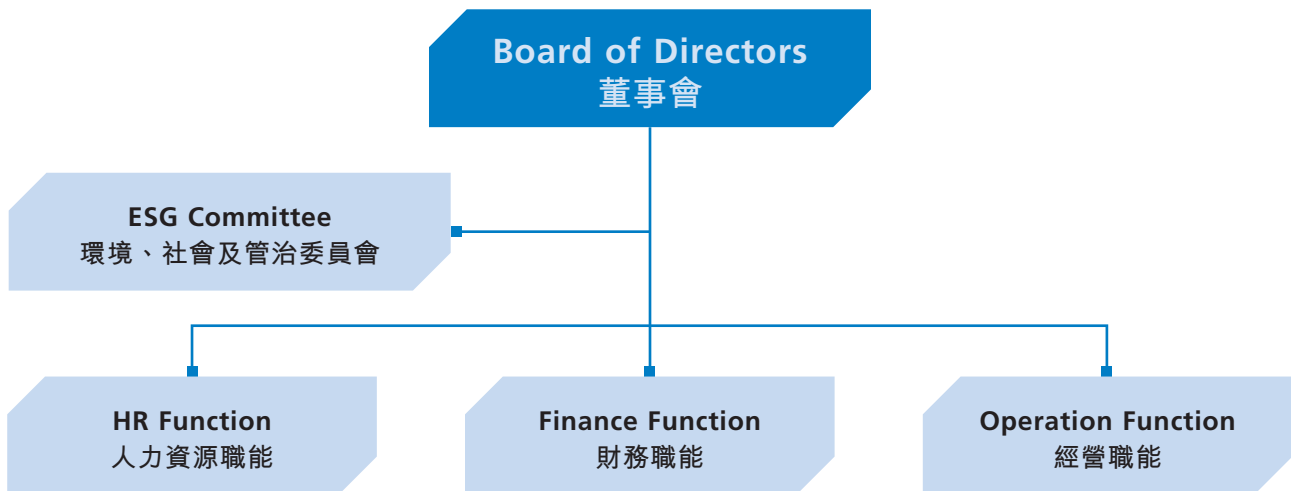 Board of Directors
董事會
ESG Committee
環境、社會及管治委員會
HR Function
人力資源職能
Finance Function
財務職能
Operation Function
經營職能